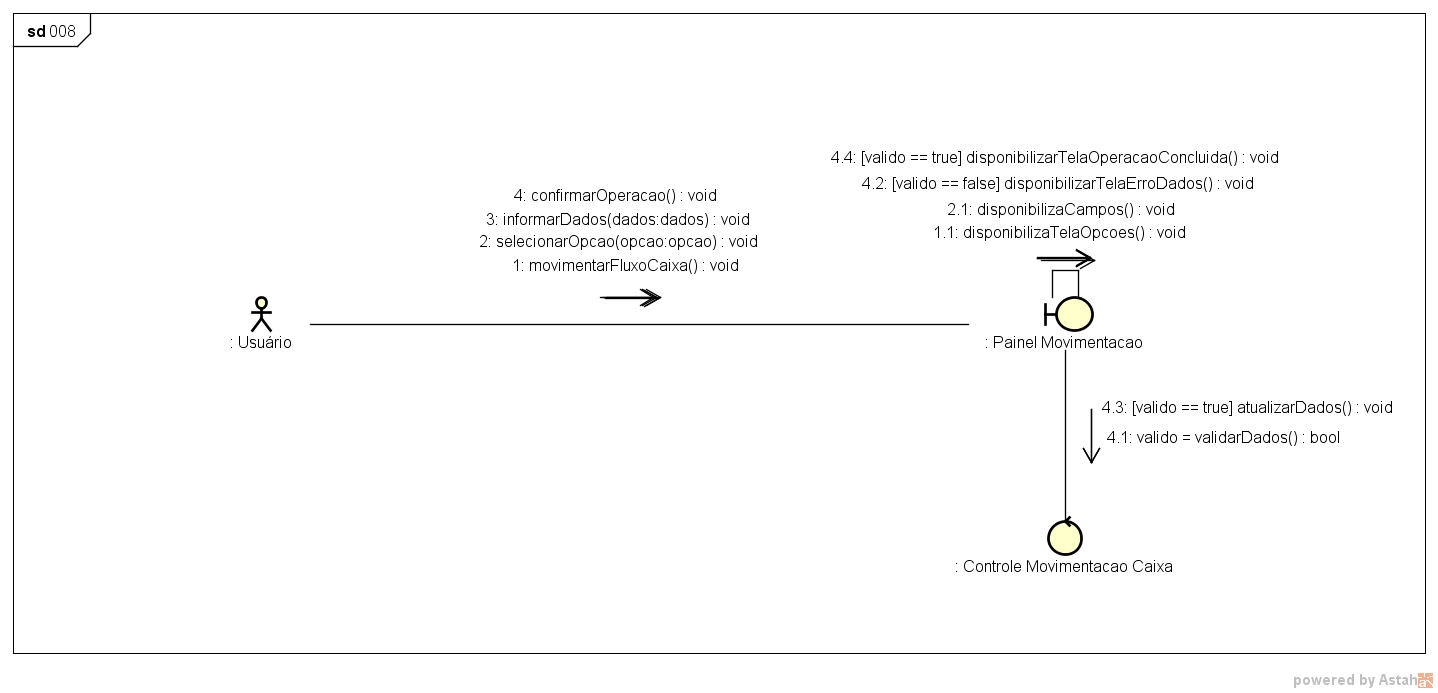 sd 008
4.4: [valido == true] disponibilizarTelaOperacaoConcluida() : void
4.2: [valido == false] disponibilizarTelaErroDados() : void
2.1: disponibilizaCampos() : void
1.1: disponibilizaTelaOpcoes() : void
4: confirmarOperacao() : void
3: informarDados(dados:dados) : void
2: selecionarOpcao(opcao:opcao) : void
1: movimentarFluxoCaixa() : void
: Usuário
: Painel Movimentacao
4.3: [valido == true] atualizarDados() : void
4.1: valido = validarDados() : bool
: Controle Movimentacao Caixa
powered by Astah